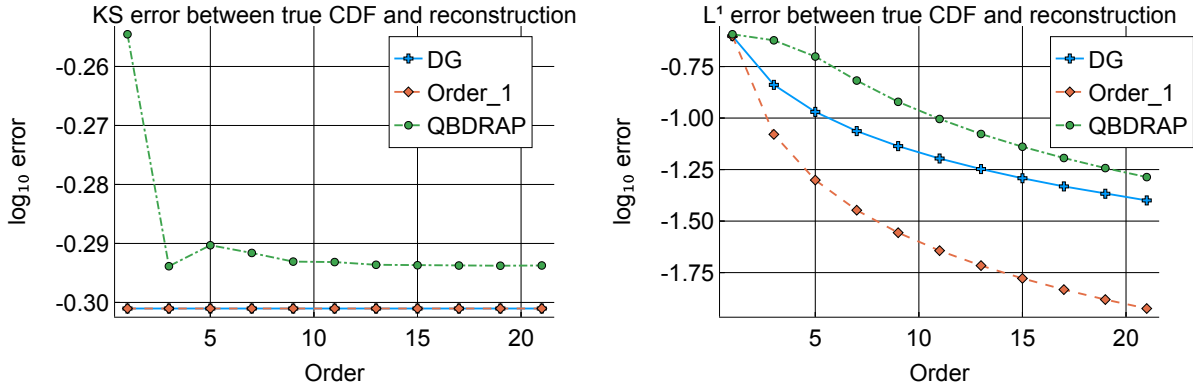 KS error between true CDF and reconstruction
log₁₀ error
-0.26
-0.27
-0.28
-0.29
-0.30
5
10
15
20
Order
DG
Order_1
QBDRAP
L¹ error between true CDF and reconstruction
log₁₀ error
-0.75
-1.00
-1.25
-1.50
-1.75
5
10
15
20
Order
DG
Order_1
QBDRAP